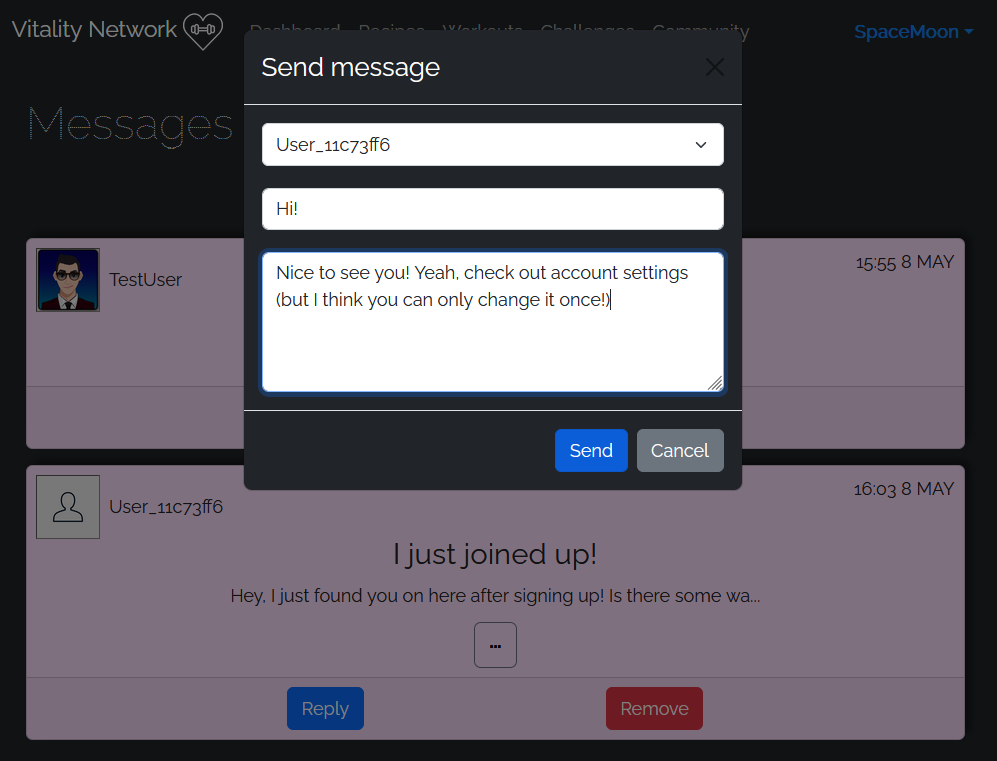 Vitality Network
Dashboard Recipes Workouts Challenges Community
SpaceMoon
Messages
Send message
User_11c73ff6
Hi!
Nice to see you! Yeah, check out account settings
(but I think you can only change it once!)
Send Cancel
TestUser
15:55 8 MAY
User_11c73ff6
16:03 8 MAY
I just joined up!
Hey, I just found you on here after signing up! Is there some wa...
...
Reply Remove